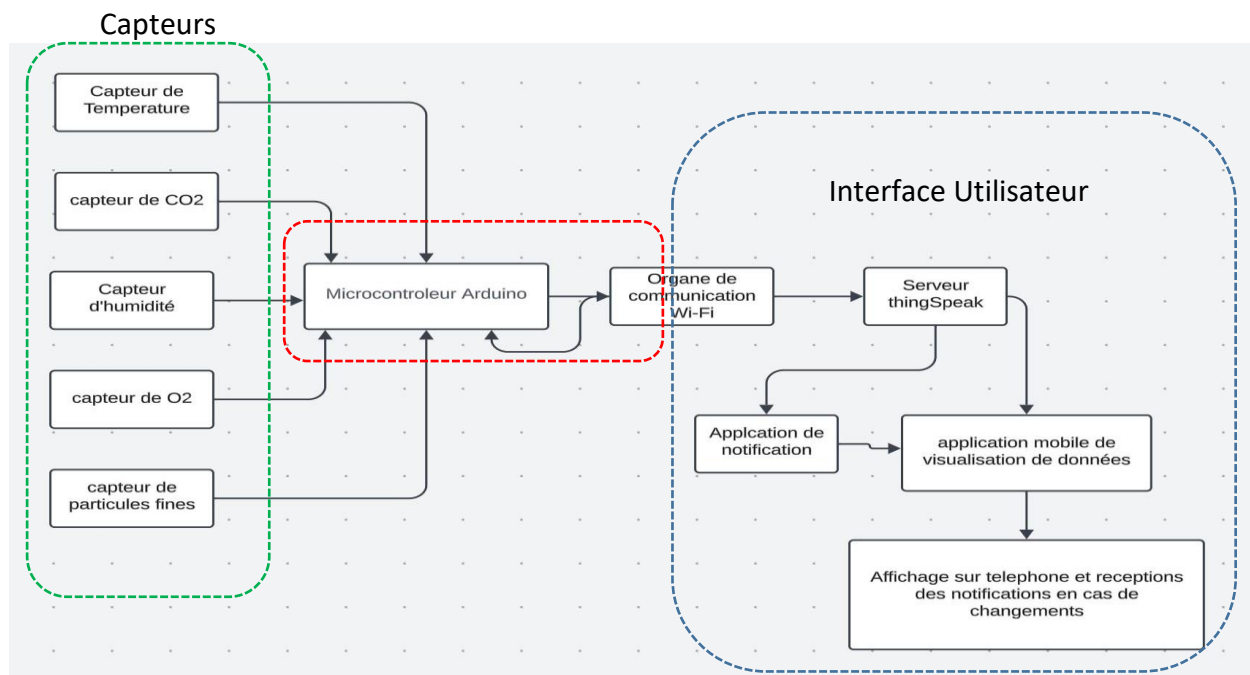 Capteurs
Capteur de
Temperature
capteur de CO2
Capteur
d'humidité
capteur de O2
capteur de
particules fines
Microcontroleur Arduino
Organe de
communication
Wi-Fi
Interface Utilisateur
Serveur
thingSpeak
Applcation de
notification
application mobile de
visualisation de données
Affichage sur telephone et receptions
des notifications en cas de
changements